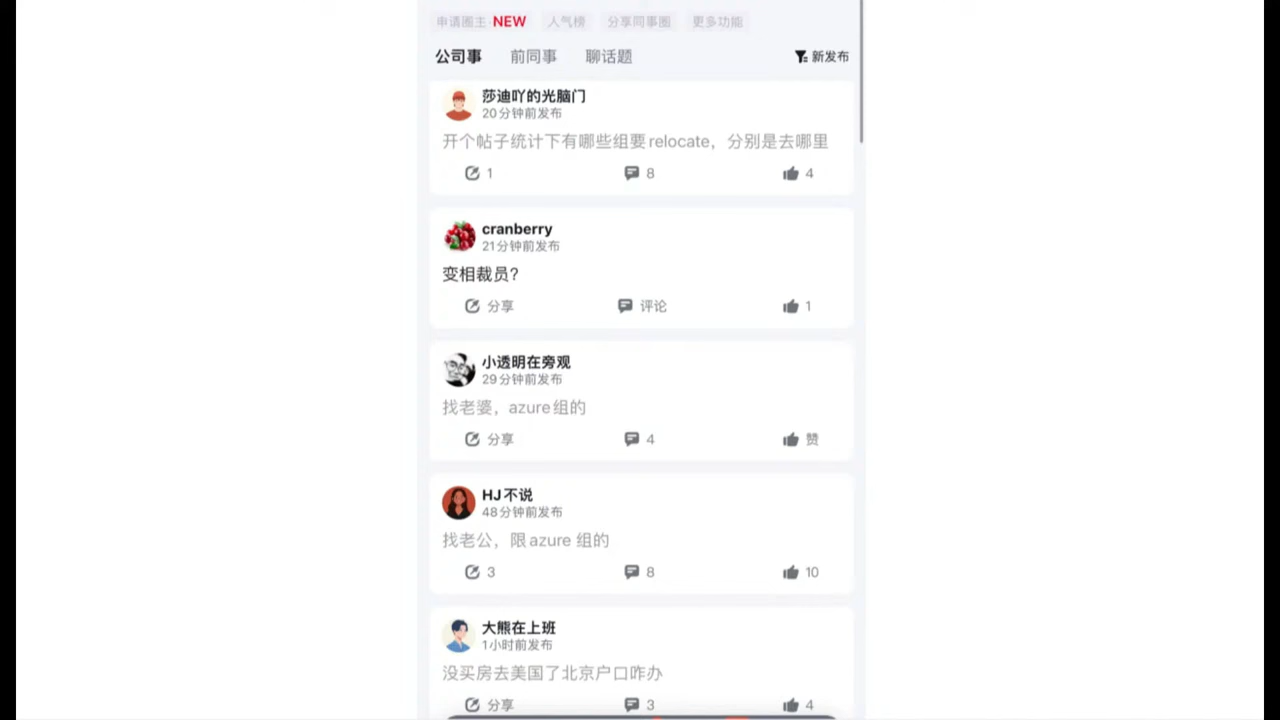 申请圈主 NEW 人气榜 分享同事圈 更多功能
公司事 前同事 聊话题 新发布
莎迪吖的光脑门
20分钟前发布
开个帖子统计下有哪些组要relocate，分别是去哪里
1 8 4
cranberry
21分钟前发布
变相裁员？
分享 评论 1
小透明在旁观
29分钟前发布
找老婆，azure组的
分享 4 赞
HJ不说
48分钟前发布
找老公，限azure 组的
3 8 10
大熊在上班
1小时前发布
没买房去美国了北京户口咋办
分享 3 4